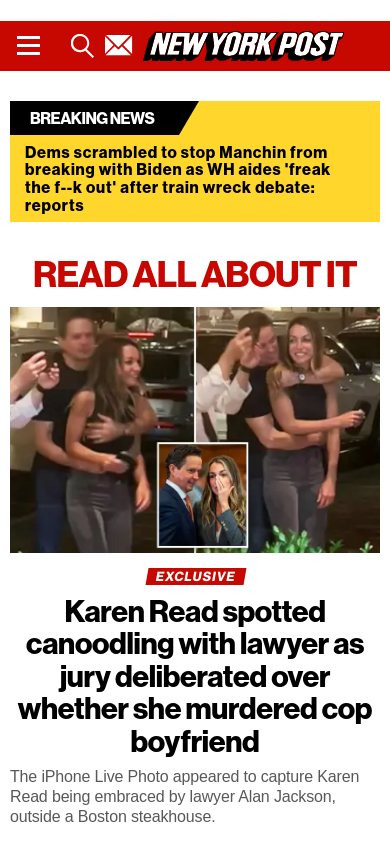 NEW YORK POST
BREAKING NEWS
Dems scrambled to stop Manchin from
breaking with Biden as WH aides 'freak
the f--k out' after train wreck debate:
reports
READ ALL ABOUT IT
EXCLUSIVE
Karen Read spotted
canoodling with lawyer as
jury deliberated over
whether she murdered cop
boyfriend
The iPhone Live Photo appeared to capture Karen
Read being embraced by lawyer Alan Jackson,
outside a Boston steakhouse.